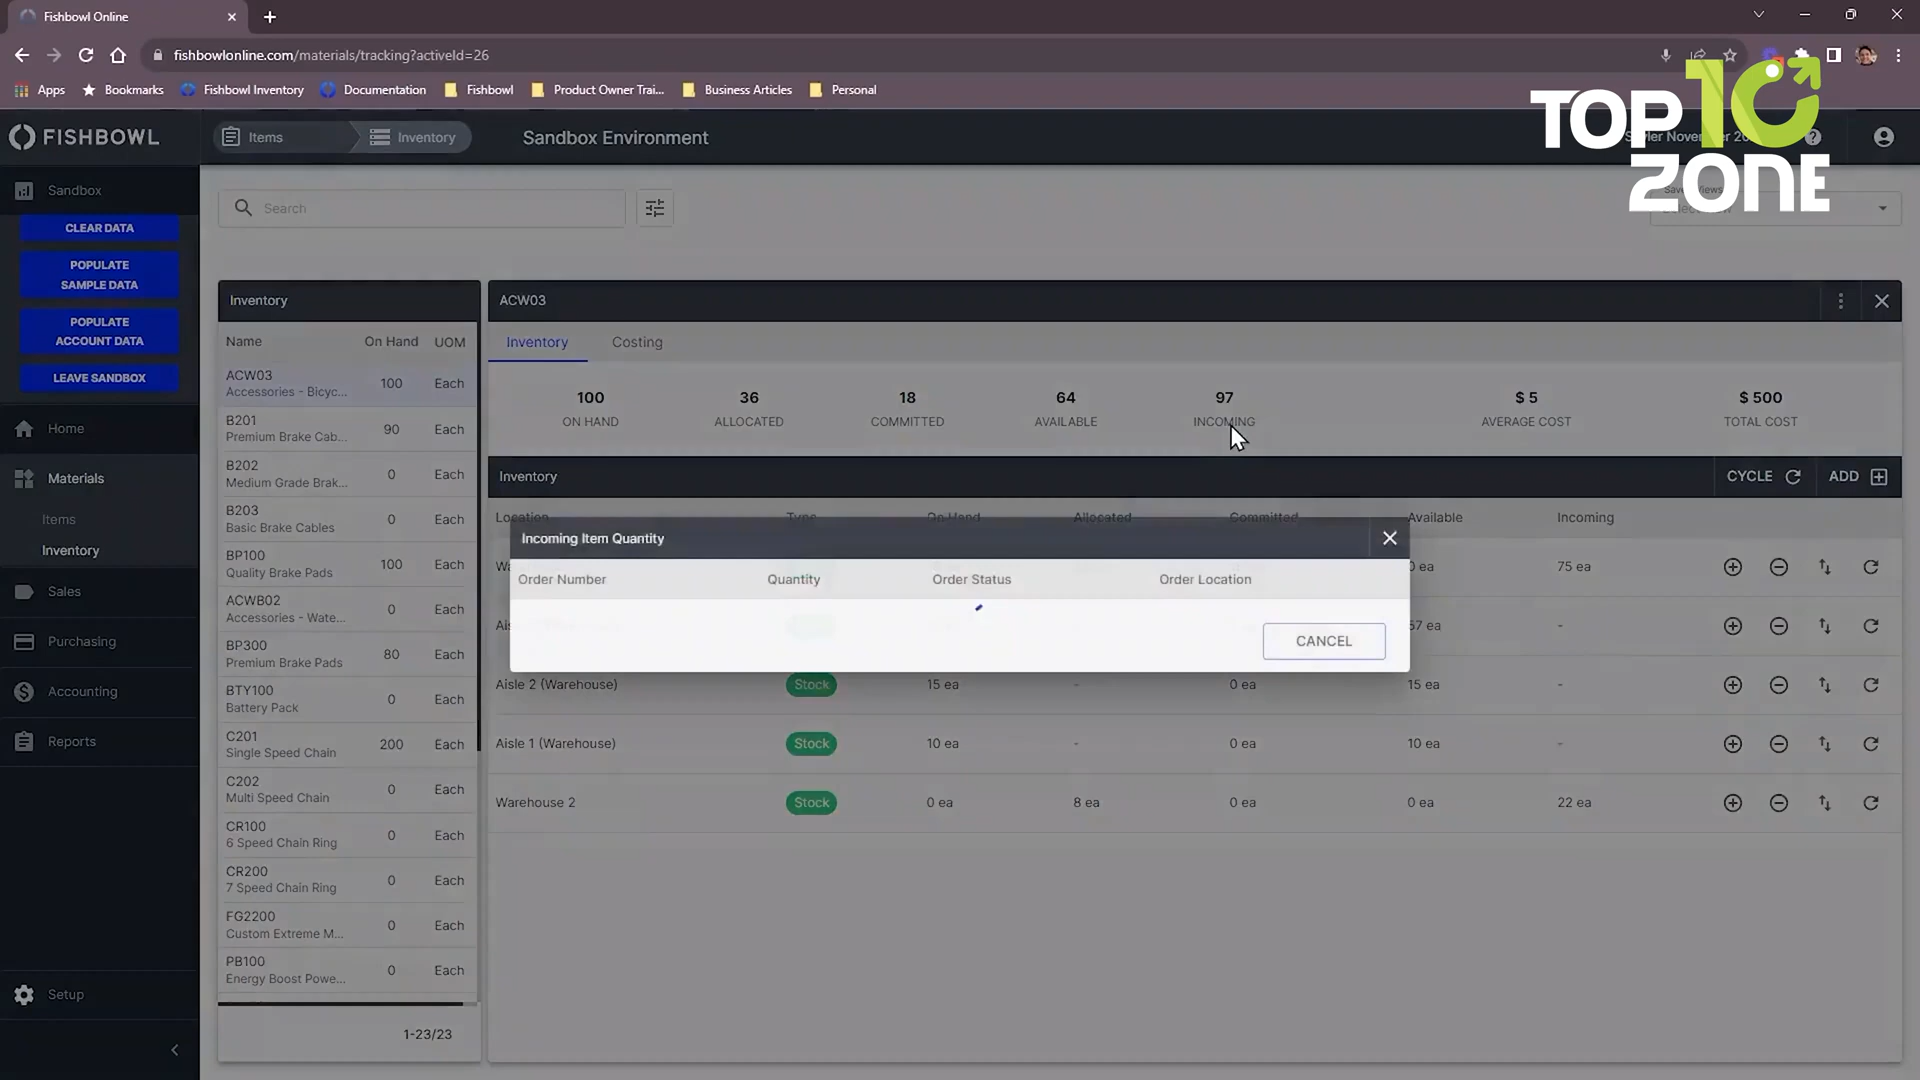 Fishbowl Online
fishbowlonline.com/materials/tracking?activeId=26
Apps
Bookmarks
Fishbowl Inventory
Documentation
Fishbowl
Product Owner Trai...
Business Articles
Personal
TOP10
ZONE
FISHBOWL
Items
Inventory
Sandbox Environment
Sandbox
Search
CLEAR DATA
POPULATE
SAMPLE DATA
POPULATE
ACCOUNT DATA
LEAVE SANDBOX
Home
Materials
Items
Inventory
Sales
Purchasing
Accounting
Reports
Setup
Inventory
Name On Hand UOM
ACW03
Accessories - Bicyc...
100 Each
B201
Premium Brake Cab...
90 Each
B202
Medium Grade Brak...
0 Each
B203
Basic Brake Cables
0 Each
BP100
Quality Brake Pads
100 Each
ACWB02
Accessories - Wate...
0 Each
BP300
Premium Brake Pads
80 Each
BTY100
Battery Pack
0 Each
C201
Single Speed Chain
200 Each
C202
Multi Speed Chain
0 Each
CR100
6 Speed Chain Ring
0 Each
CR200
7 Speed Chain Ring
0 Each
FG2200
Custom Extreme M...
0 Each
PB100
Energy Boost Powe...
0 Each
1-23/23
ACW03
Inventory Costing
100 36 18 64 97 $ 5 $ 500
ON HAND ALLOCATED COMMITTED AVAILABLE INCOMING AVERAGE COST TOTAL COST
Inventory CYCLE ADD
Location Type On-Hand Allocated Committed Available Incoming
75 ea
Incoming Item Quantity
Order Number Quantity Order Status Order Location
CANCEL
Aisle 2 (Warehouse) Stock 15 ea - 0 ea 15 ea -
Aisle 1 (Warehouse) Stock 10 ea - 0 ea 10 ea -
Warehouse 2 Stock 0 ea 8 ea 0 ea 0 ea 22 ea